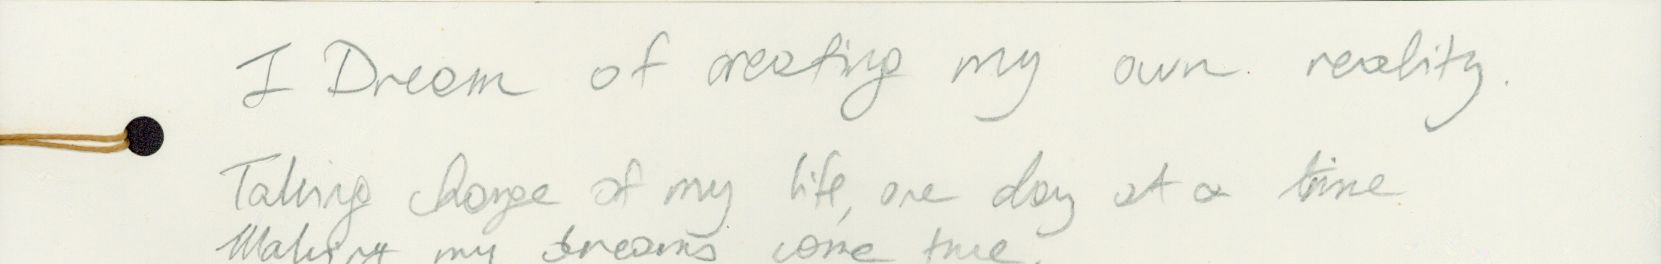 I Dream of creating my own reality.
Taking charge of my life, one day at a time
Making my dreams come true.